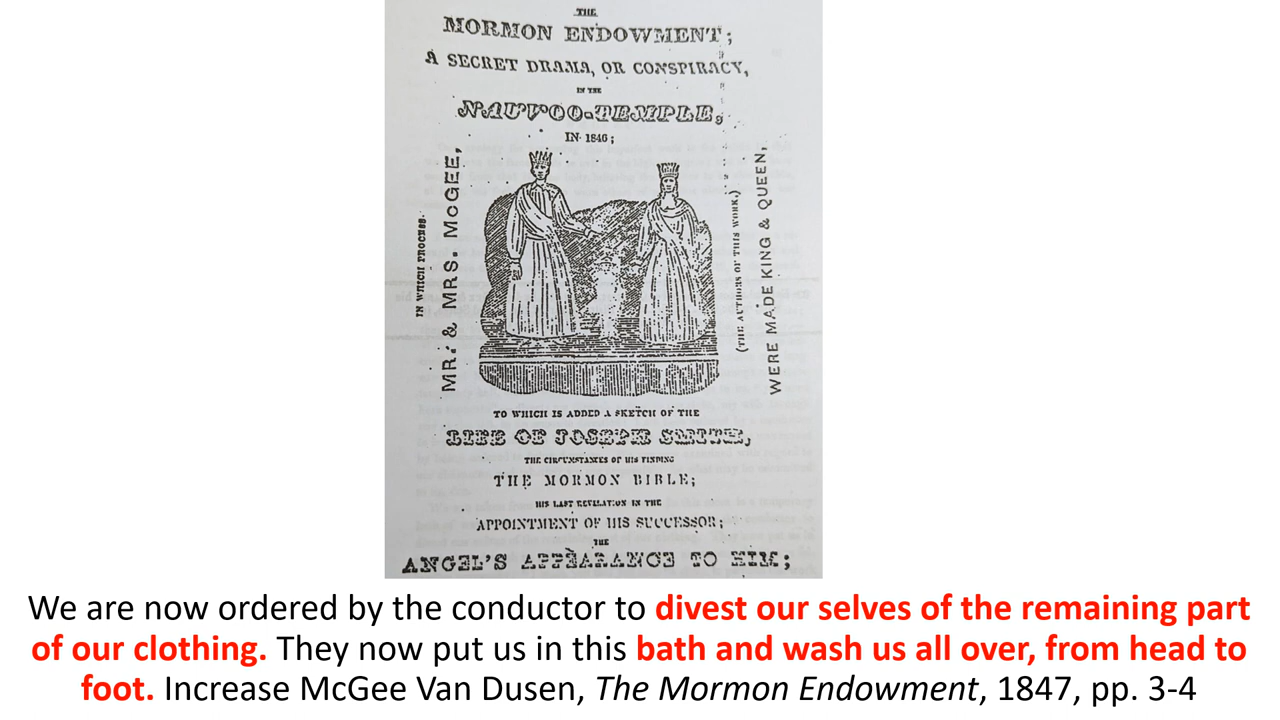 THE
MORMON ENDOWMENT;
A SECRET DRAMA, OR CONSPIRACY,
IN THE
NAUVOO-TEMPLE,
IN 1846;
IN WHICH PROCESS
MR. & MRS. McGEE,
(THE AUTHORS OF THIS WORK,)
WERE MADE KING & QUEEN,
TO WHICH IS ADDED A SKETCH OF THE
LIFE OF JOSEPH SMITH,
THE CIRCUMSTANCES OF HIS FINDING
THE MORMON BIBLE;
HIS LAST REVELATION IN THE
APPOINTMENT OF HIS SUCCESSOR;
THE
ANGEL'S APPEARANCE TO HIM;
We are now ordered by the conductor to divest our selves of the remaining part
of our clothing. They now put us in this bath and wash us all over, from head to
foot. Increase McGee Van Dusen, The Mormon Endowment, 1847, pp. 3-4